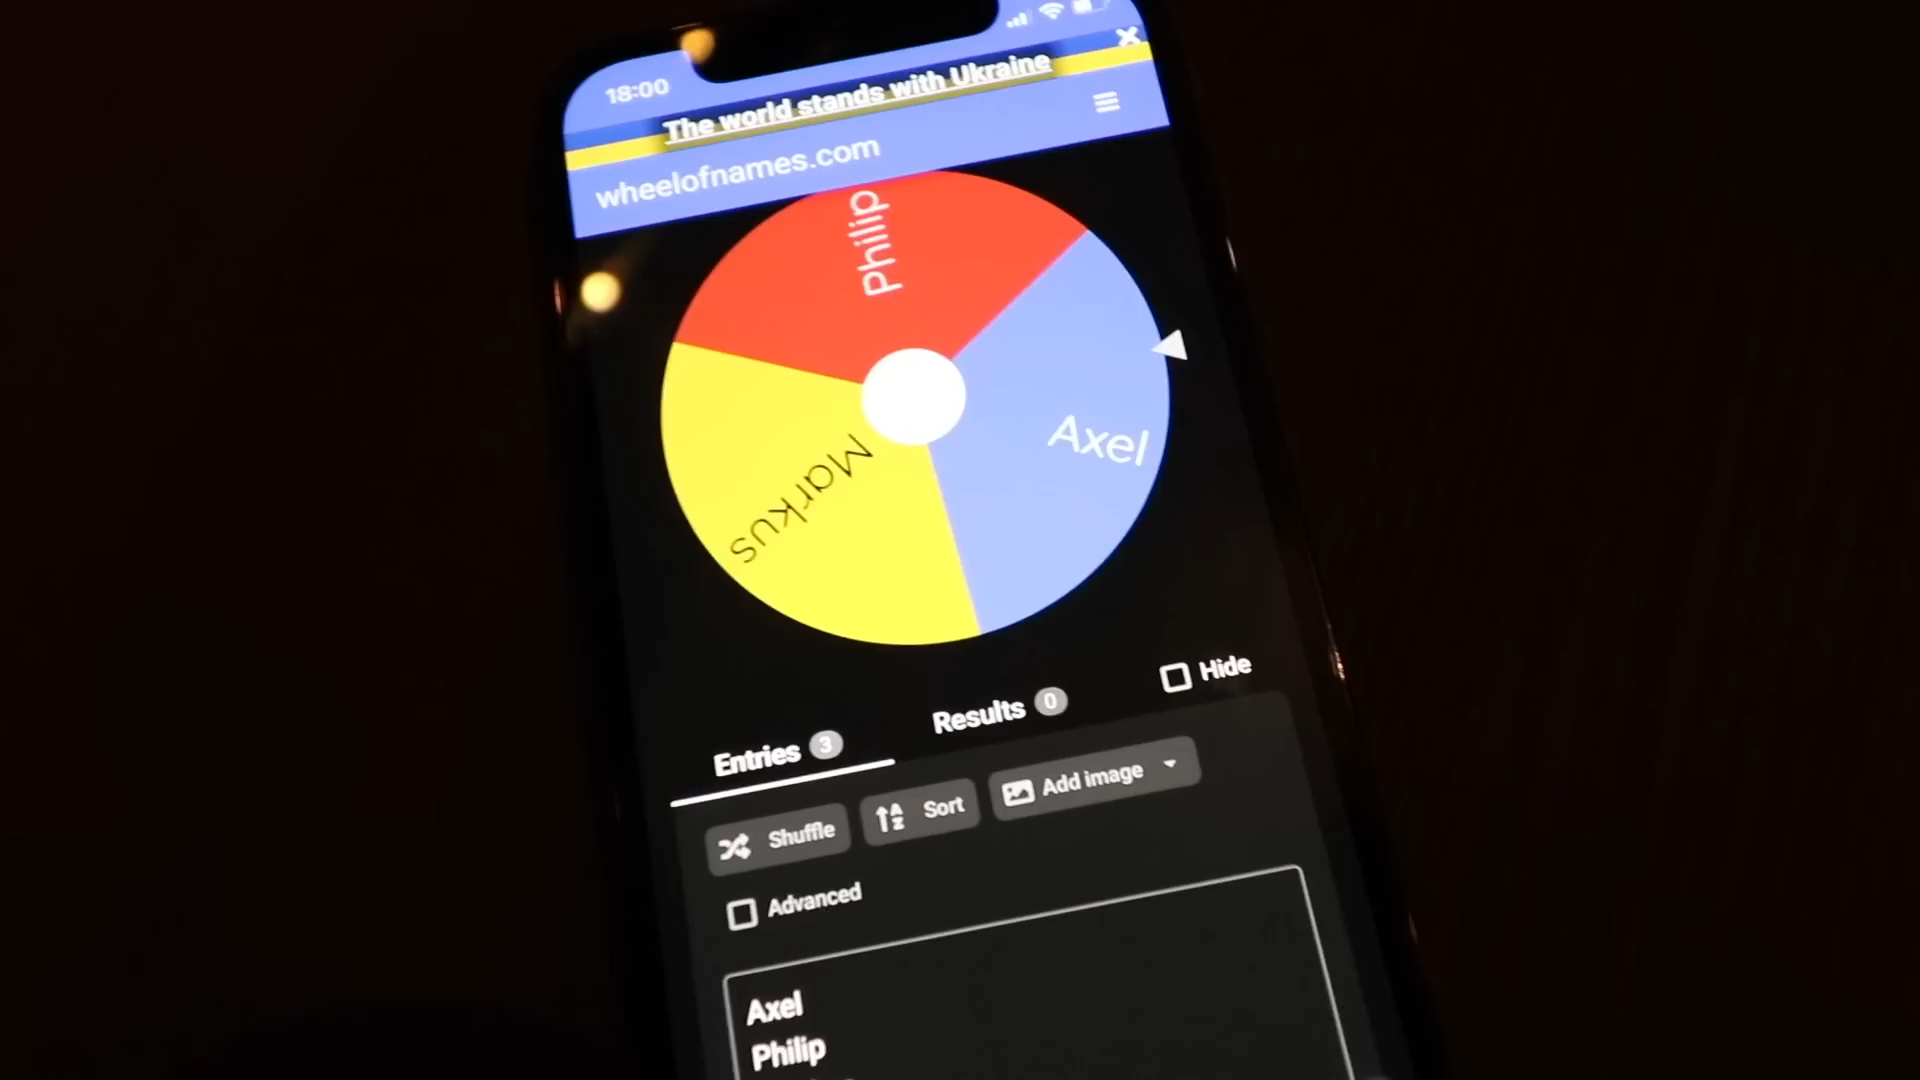 18:00
The world stands with Ukraine
wheelofnames.com
Philip
Axel
Markus
Hide
Entries 3
Results 0
Shuffle
Sort
Add image
Advanced
Axel
Philip